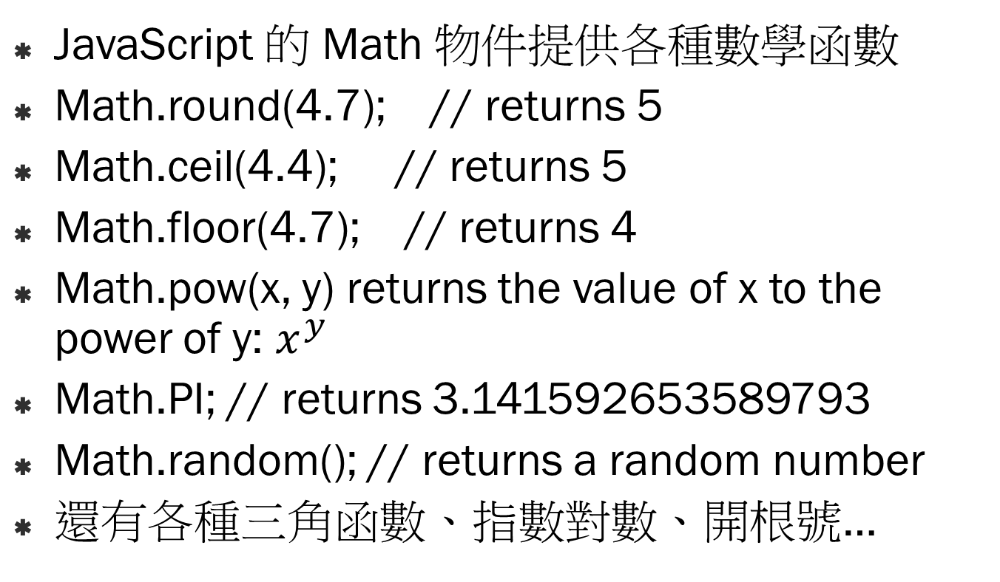 * JavaScript 的 Math 物件提供各種數學函數
* Math.round(4.7);    // returns 5
* Math.ceil(4.4);     // returns 5
* Math.floor(4.7);    // returns 4
* Math.pow(x, y) returns the value of x to the
power of y: x^y
* Math.PI; // returns 3.141592653589793
* Math.random(); // returns a random number
* 還有各種三角函數、指數對數、開根號...